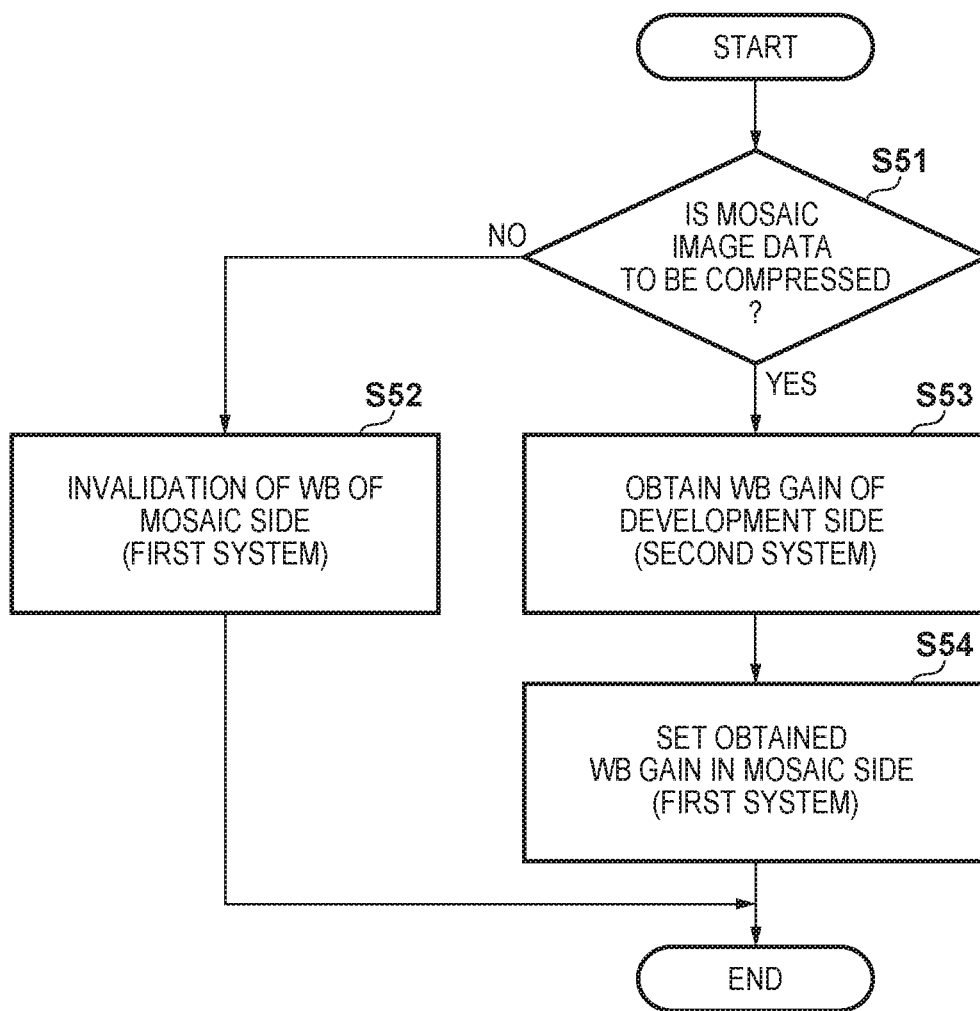 START
S51
IS MOSAIC
IMAGE DATA
TO BE COMPRESSED
?
NO
YES
S52
INVALIDATION OF WB OF
MOSAIC SIDE
(FIRST SYSTEM)
S53
OBTAIN WB GAIN OF
DEVELOPMENT SIDE
(SECOND SYSTEM)
S54
SET OBTAINED
WB GAIN IN MOSAIC SIDE
(FIRST SYSTEM)
END